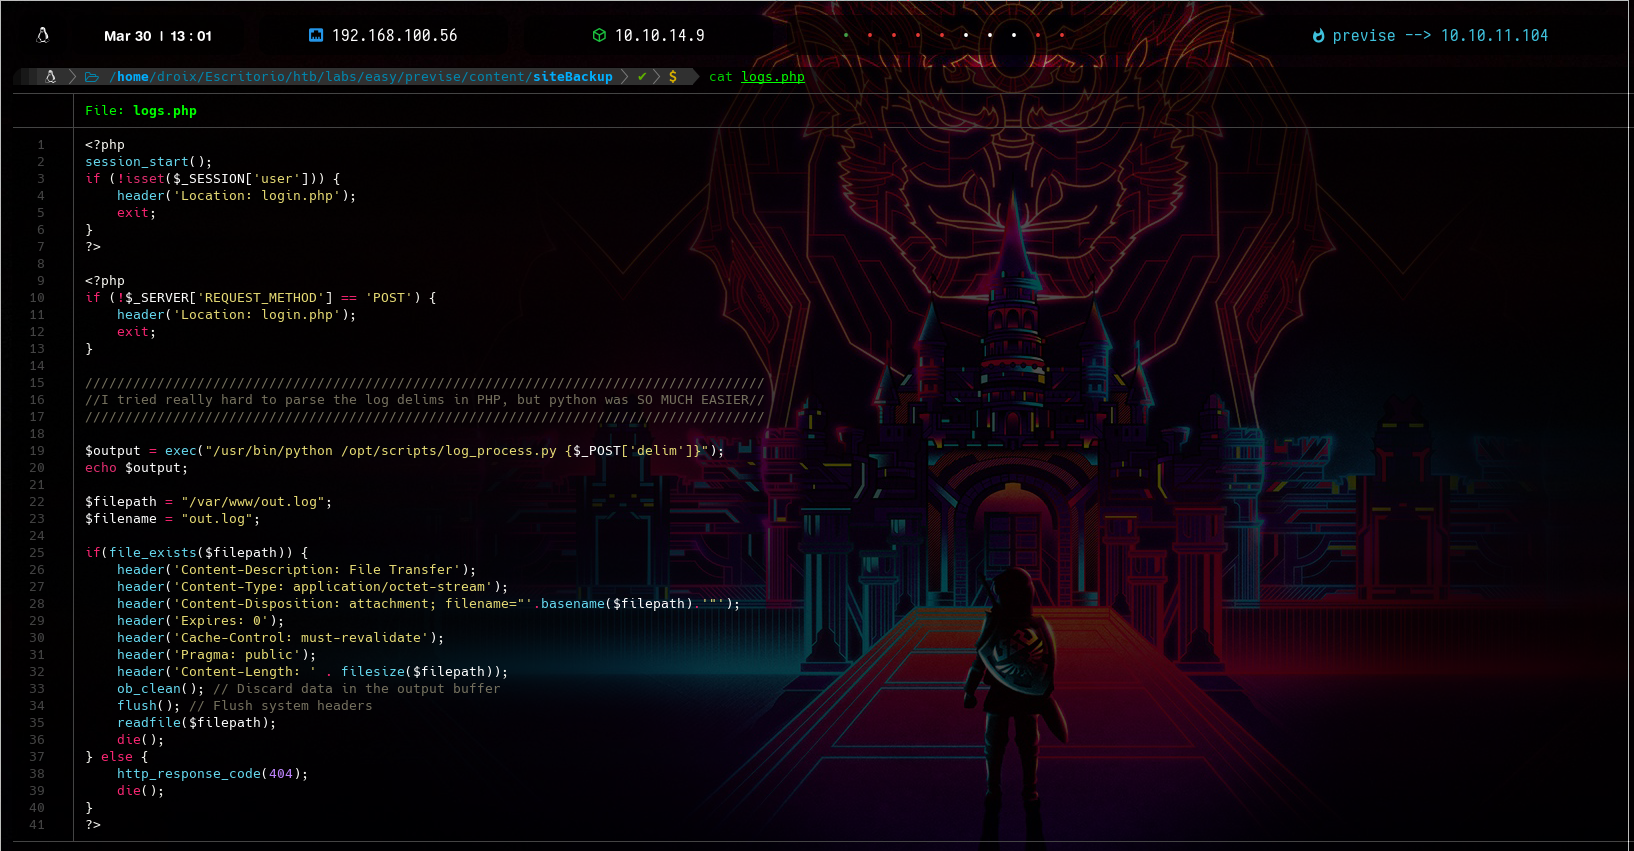 Mar 30 | 13 : 01 192.168.100.56 10.10.14.9 previse --> 10.10.11.104
/home/droix/Escritorio/htb/labs/easy/previse/content/siteBackup ✔ $ cat logs.php
File: logs.php
1 <?php
2 session_start();
3 if (!isset($_SESSION['user'])) {
4     header('Location: login.php');
5     exit;
6 }
7 ?>
8
9 <?php
10 if (!$_SERVER['REQUEST_METHOD'] == 'POST') {
11     header('Location: login.php');
12     exit;
13 }
14
15 /////////////////////////////////////////////////////////////////////////////////////
16 //I tried really hard to parse the log delims in PHP, but python was SO MUCH EASIER//
17 /////////////////////////////////////////////////////////////////////////////////////
18
19 $output = exec("/usr/bin/python /opt/scripts/log_process.py {$_POST['delim']}");
20 echo $output;
21
22 $filepath = "/var/www/out.log";
23 $filename = "out.log";
24
25 if(file_exists($filepath)) {
26     header('Content-Description: File Transfer');
27     header('Content-Type: application/octet-stream');
28     header('Content-Disposition: attachment; filename="'.basename($filepath).'"');
29     header('Expires: 0');
30     header('Cache-Control: must-revalidate');
31     header('Pragma: public');
32     header('Content-Length: ' . filesize($filepath));
33     ob_clean(); // Discard data in the output buffer
34     flush(); // Flush system headers
35     readfile($filepath);
36     die();
37 } else {
38     http_response_code(404);
39     die();
40 }
41 ?>